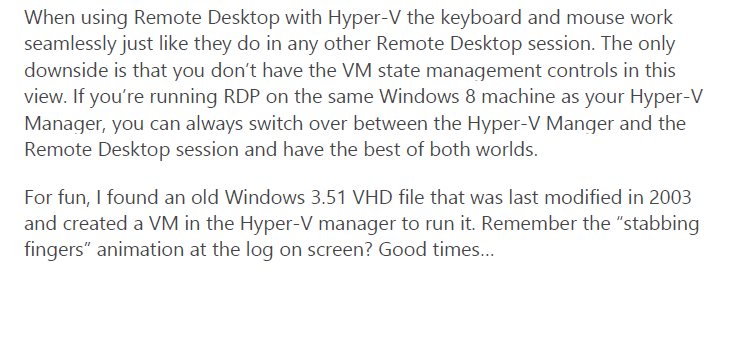 When using Remote Desktop with Hyper-V the keyboard and mouse work
seamlessly just like they do in any other Remote Desktop session. The only
downside is that you don’t have the VM state management controls in this
view. If you’re running RDP on the same Windows 8 machine as your Hyper-V
Manager, you can always switch over between the Hyper-V Manger and the
Remote Desktop session and have the best of both worlds.
For fun, I found an old Windows 3.51 VHD file that was last modified in 2003
and created a VM in the Hyper-V manager to run it. Remember the “stabbing
fingers” animation at the log on screen? Good times…